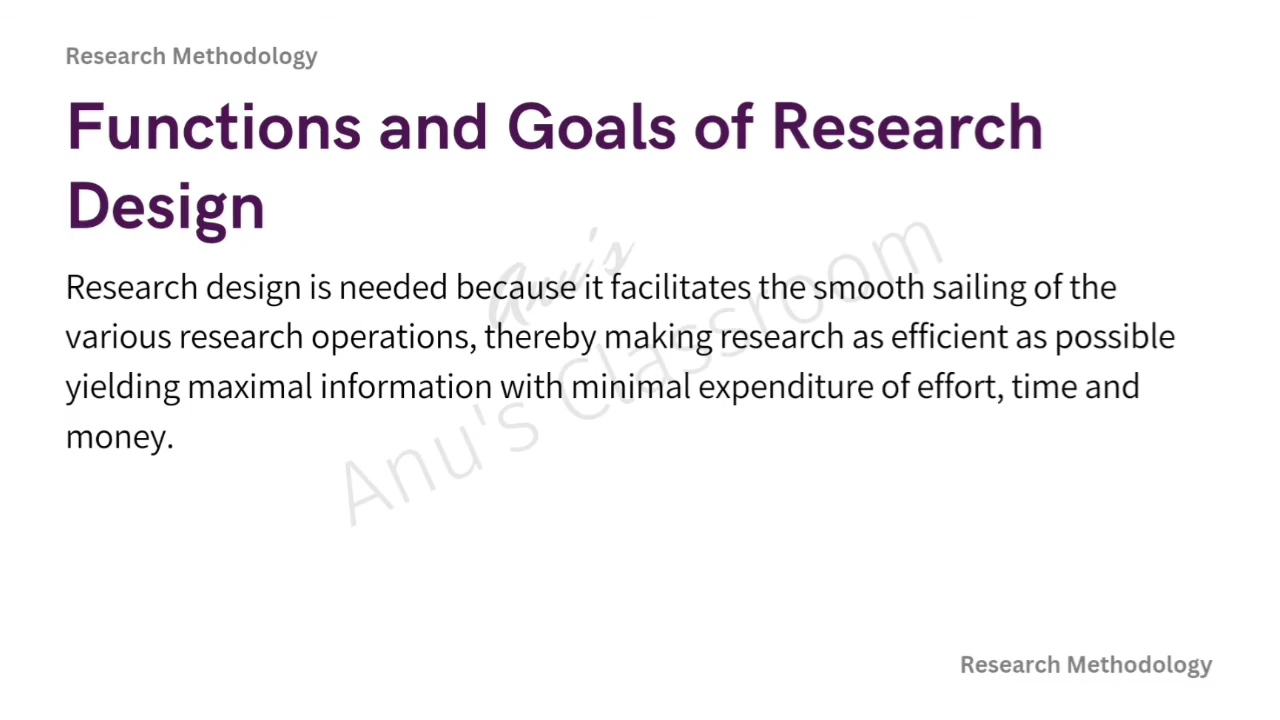 Research Methodology
Functions and Goals of Research
Design
Research design is needed because it facilitates the smooth sailing of the
various research operations, thereby making research as efficient as possible
yielding maximal information with minimal expenditure of effort, time and
money.
Anu's
Anu's Classroom
Research Methodology